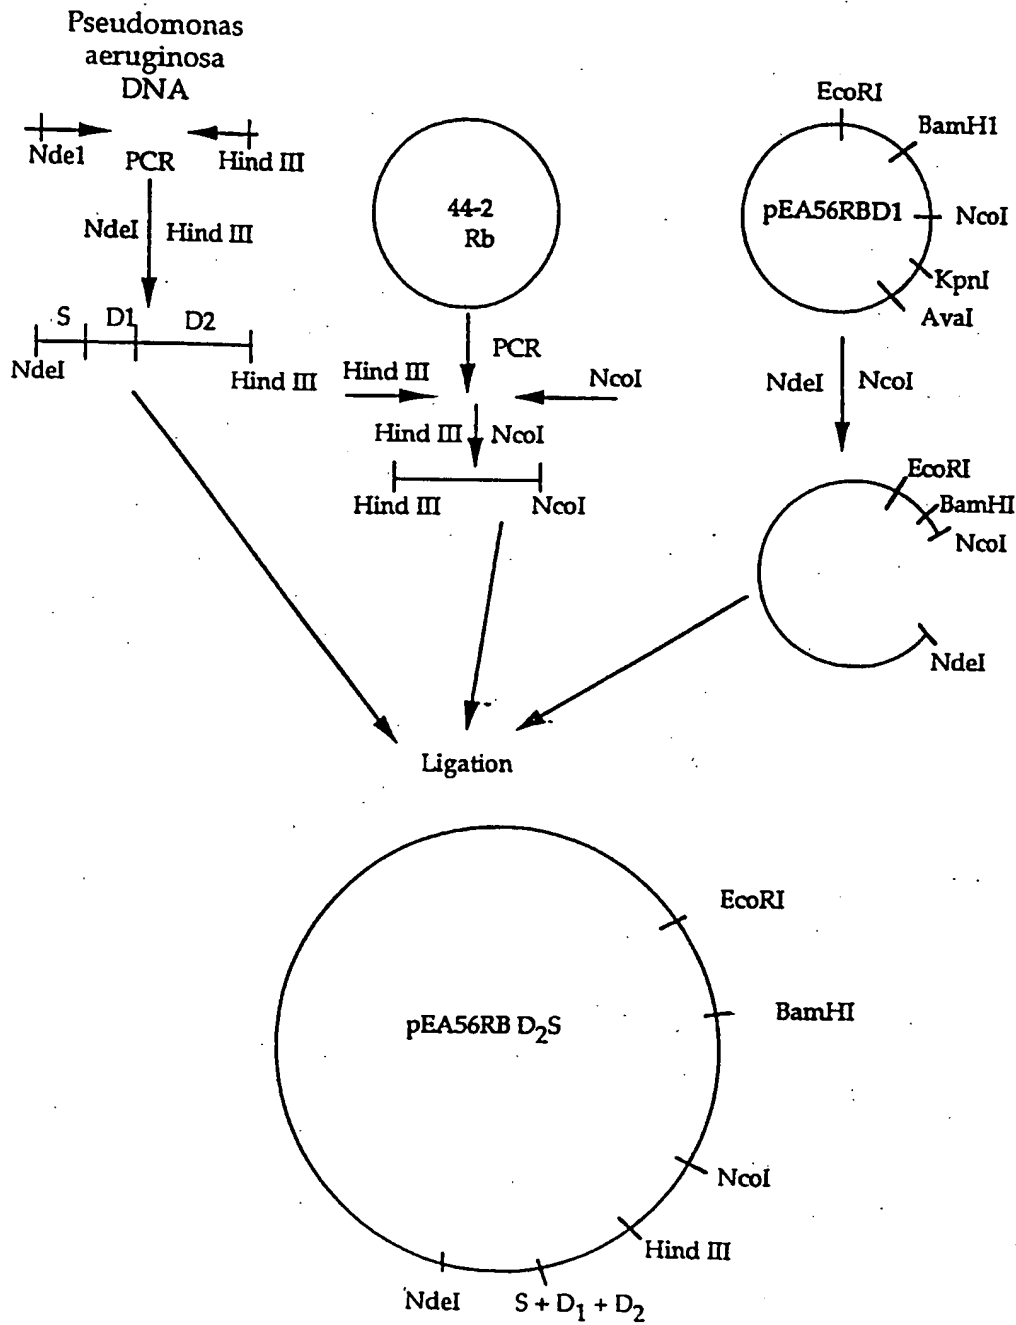 Pseudomonas
aeruginosa
DNA
Nde1
PCR
Hind III
NdeI
Hind III
S
D1
D2
NdeI
Hind III
44-2
Rb
PCR
Hind III
NcoI
Hind III
NcoI
Hind III
NcoI
EcoRI
BamH1
pEA56RBD1
NcoI
KpnI
AvaI
NdeI
NcoI
EcoRI
BamHI
NcoI
NdeI
Ligation
EcoRI
BamHI
pEA56RB D₂S
NcoI
Hind III
NdeI
S + D₁ + D₂